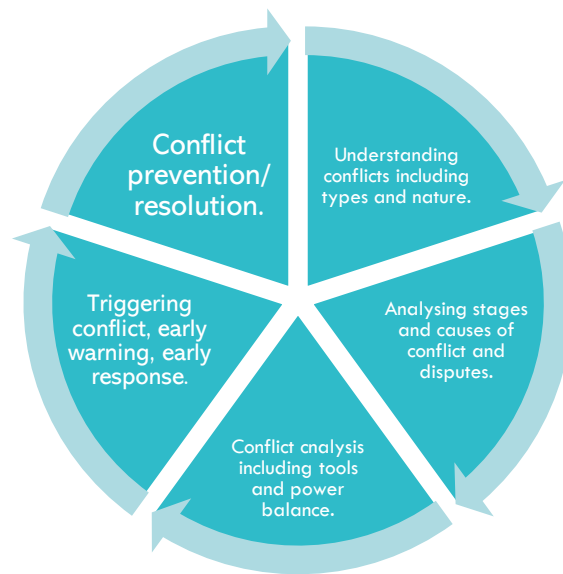 Understanding
conflicts including
types and nature.
Analysing stages
and causes of
conflict and
disputes.
Conflict cnalysis
including tools
and power
balance.
Triggering
conflict, early
warning, early
response.
Conflict
prevention/
resolution.